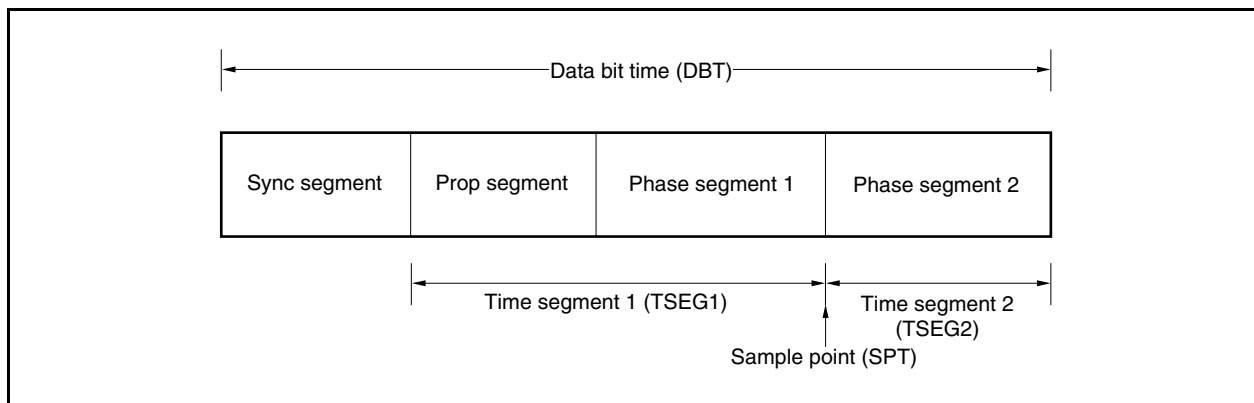 Data bit time (DBT)
Sync segment
Prop segment
Phase segment 1
Phase segment 2
Time segment 1 (TSEG1)
Time segment 2
(TSEG2)
Sample point (SPT)